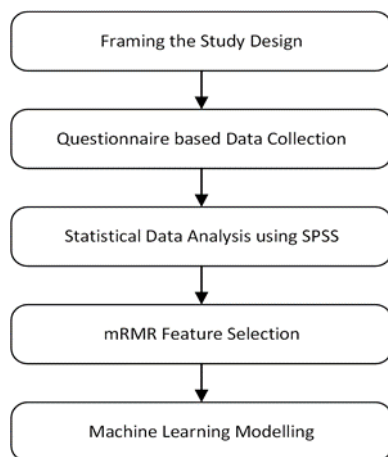 Framing the Study Design
Questionnaire based Data Collection
Statistical Data Analysis using SPSS
mRMR Feature Selection
Machine Learning Modelling